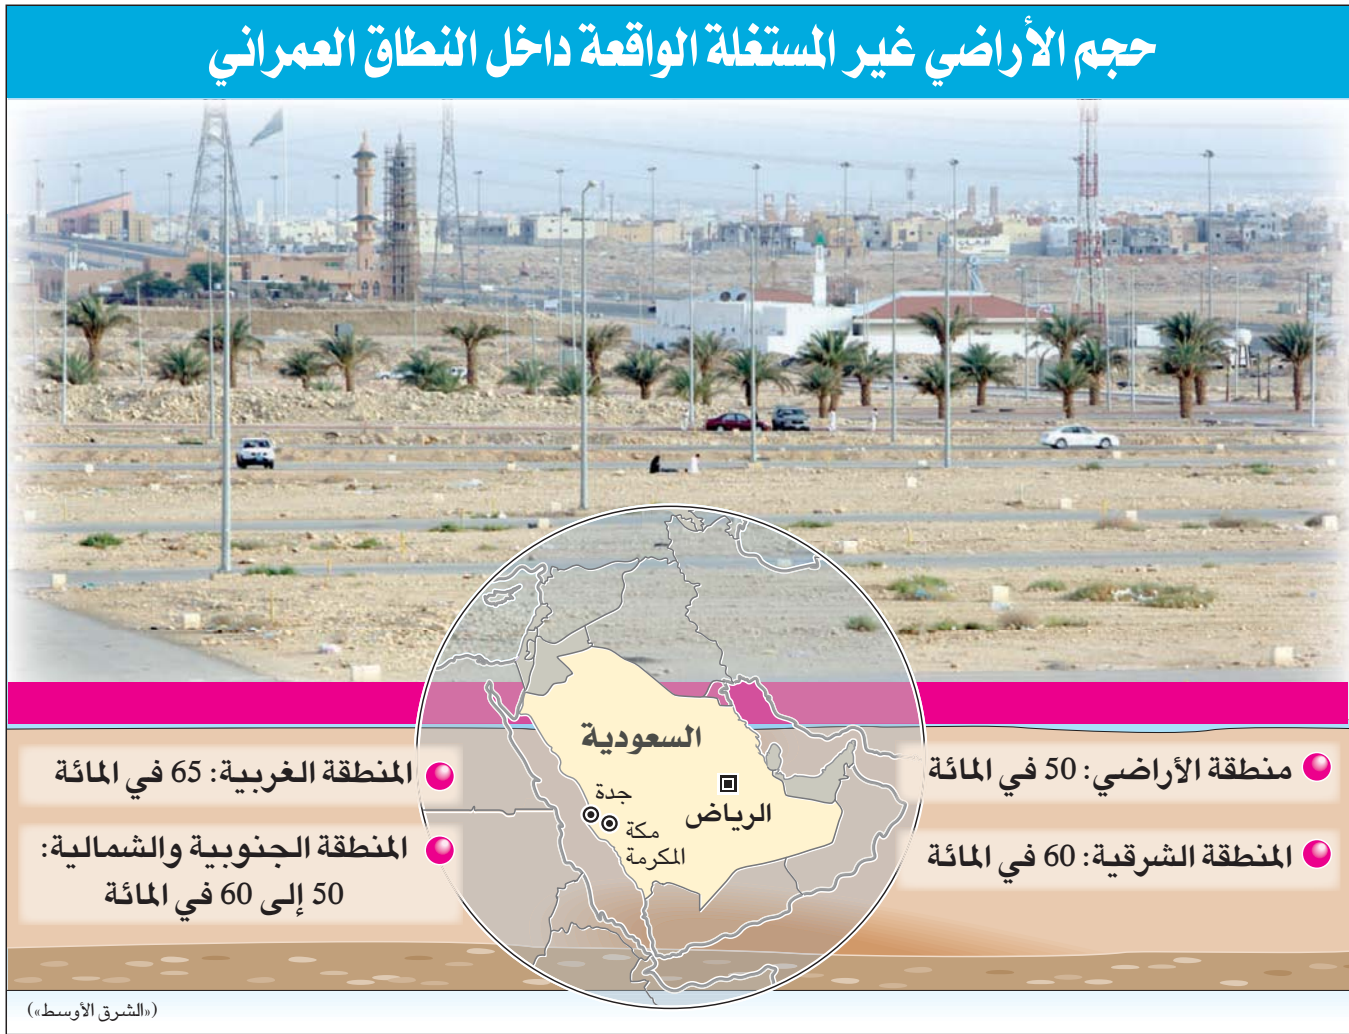 حجم الأراضي غير المستغلة الواقعة داخل النطاق العمراني
السعودية
الرياض
جدة
مكة
المكرمة
منطقة الأراضي: 50 في المائة
المنطقة الشرقية: 60 في المائة
المنطقة الغربية: 65 في المائة
المنطقة الجنوبية والشمالية:
50 إلى 60 في المائة
(«الشرق الأوسط»)